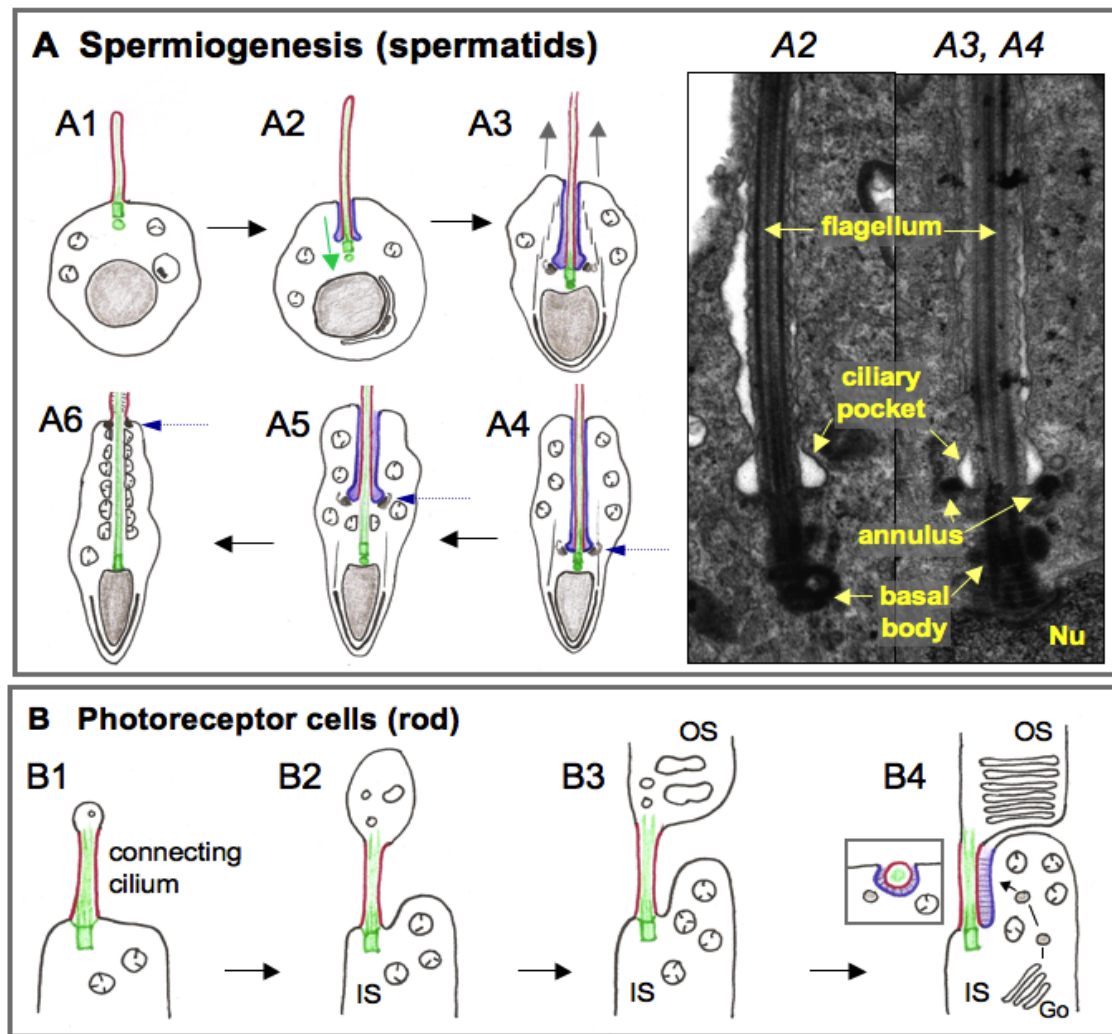 A Spermiogenesis (spermatids)
A2
A3, A4
A1
A2
A3
flagellum
ciliary
pocket
A6
A5
A4
annulus
basal
body
Nu
B Photoreceptor cells (rod)
B1
B2
B3
B4
OS
OS
connecting
cilium
IS
IS
IS
Go